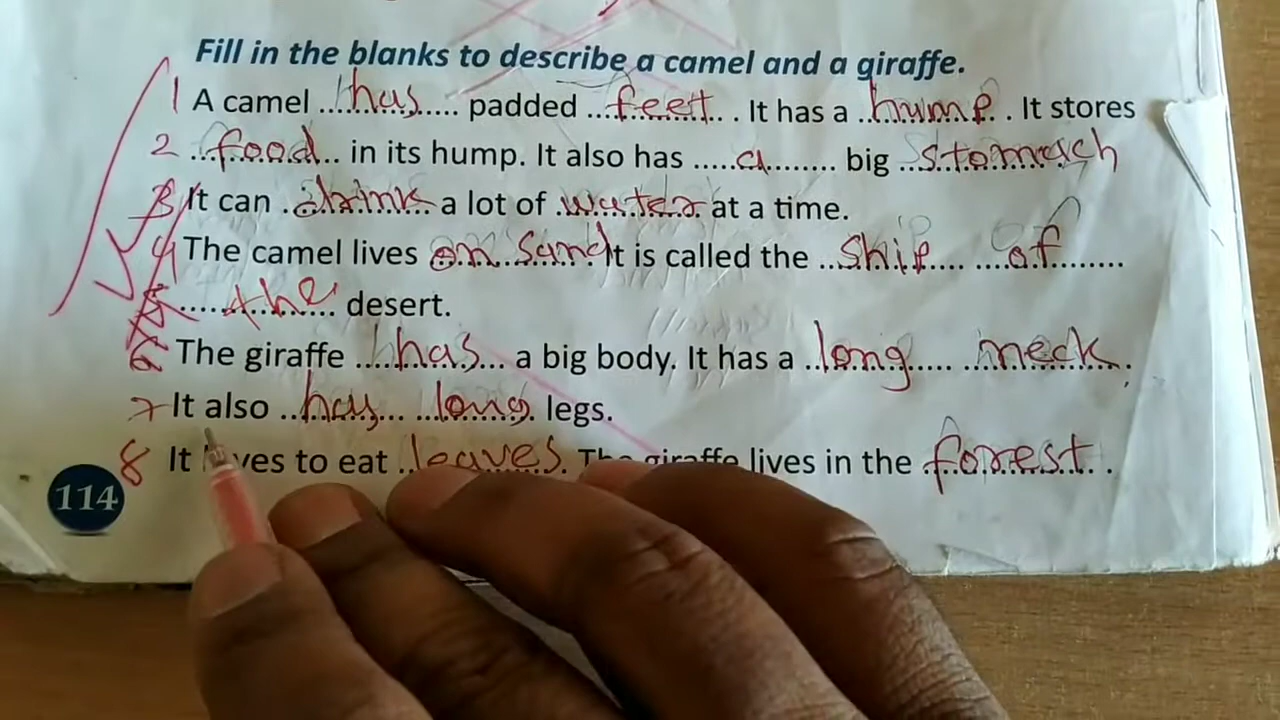 Fill in the blanks to describe a camel and a giraffe.
1 A camel has padded feet. It has a hump. It stores
2 food in its hump. It also has a big stomach
3 It can drink a lot of water at a time.
4 The camel lives on sand It is called the ship of
5 the desert.
6 The giraffe has a big body. It has a long neck.
7 It also has long legs.
8 It to eat leaves. The giraffe lives in the forest.
114